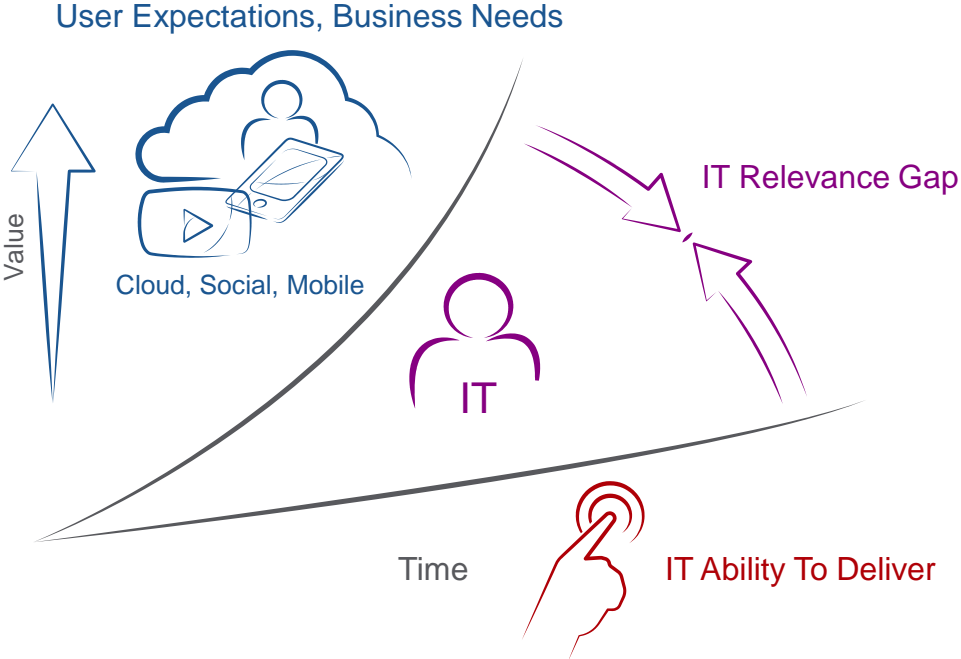 User Expectations, Business Needs
IT Relevance Gap
Value
Cloud, Social, Mobile
IT
Time
IT Ability To Deliver